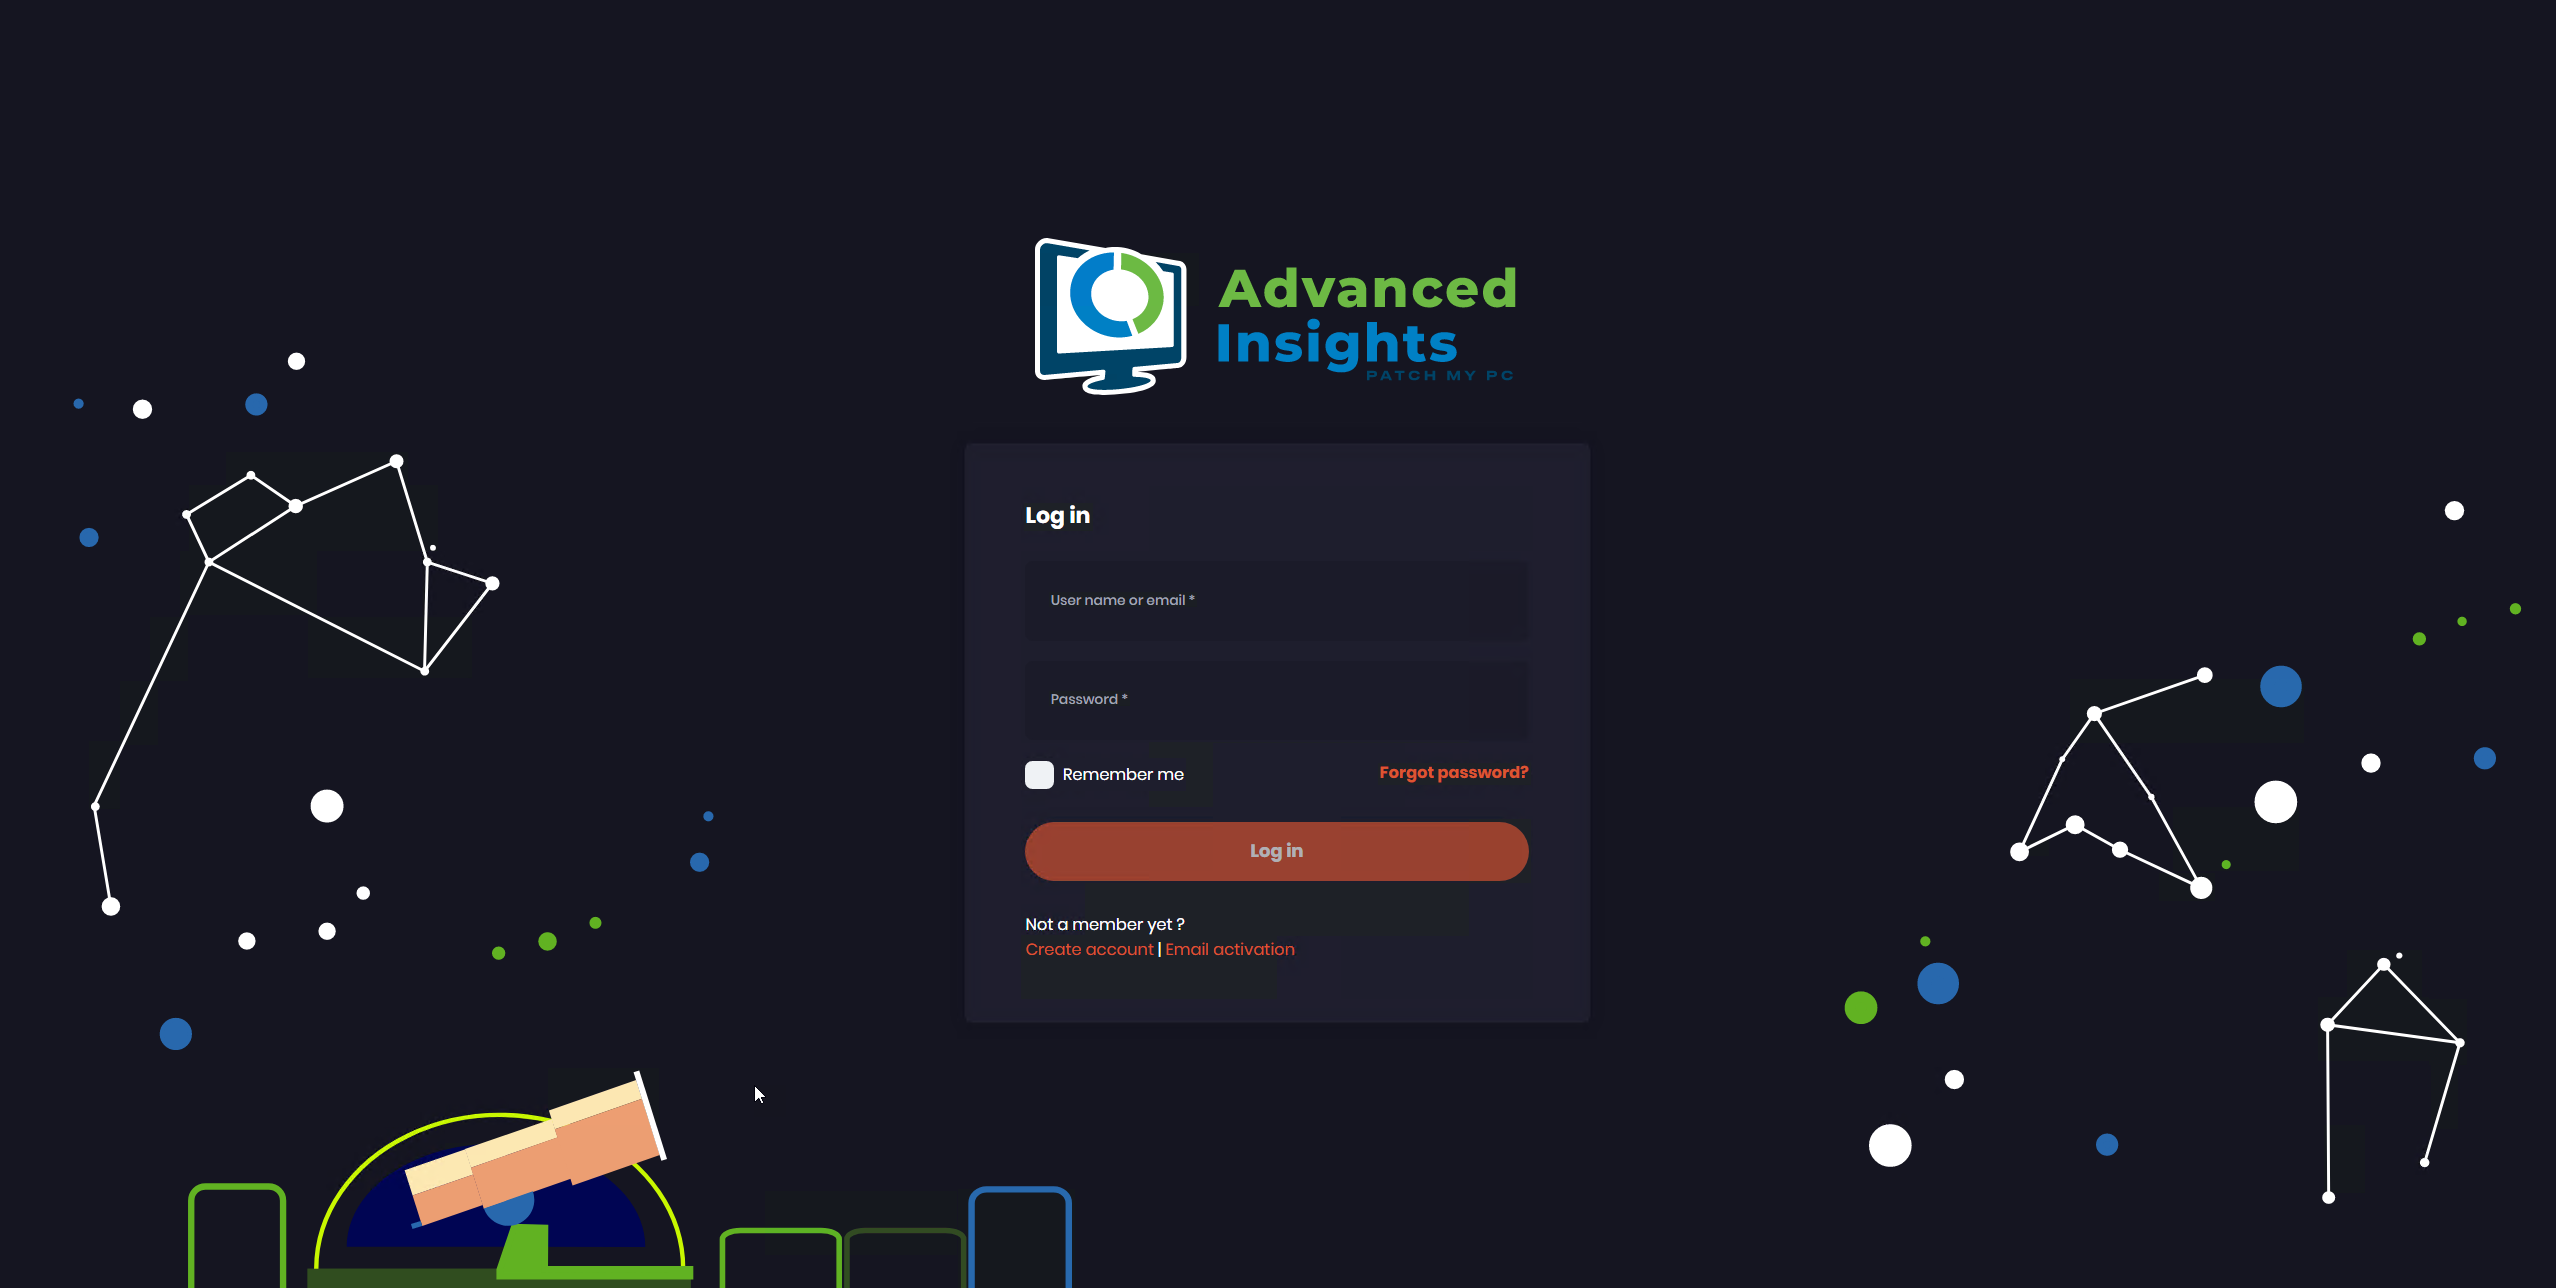 Advanced
Insights
PATCH MY PC
Log in
User name or email *
Password *
Remember me
Forgot password?
Log in
Not a member yet ?
Create account | Email activation